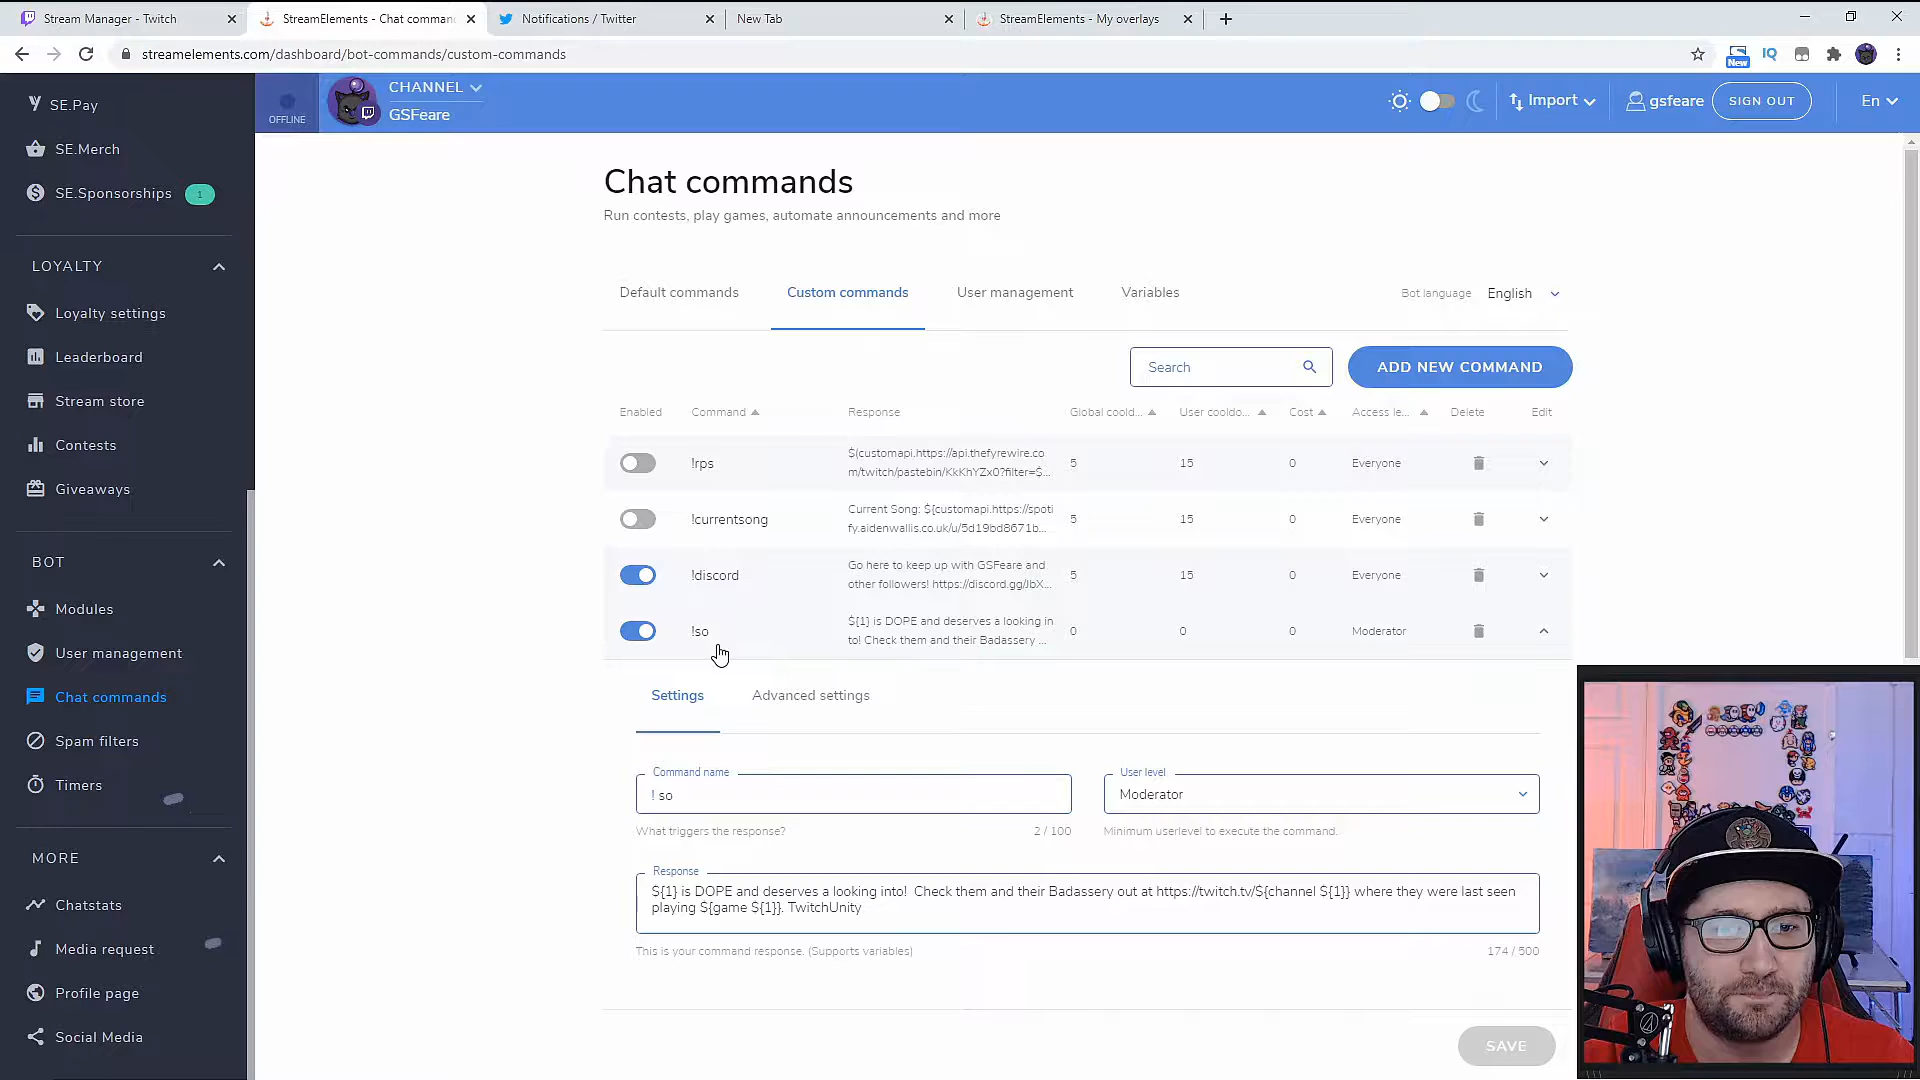 Stream Manager - Twitch
StreamElements - Chat comman
Notifications / Twitter
New Tab
StreamElements - My overlays
streamelements.com/dashboard/bot-commands/custom-commands
New
IQ
SE.Pay
SE.Merch
SE.Sponsorships 1
LOYALTY
Loyalty settings
Leaderboard
Stream store
Contests
Giveaways
BOT
Modules
User management
Chat commands
Spam filters
Timers
MORE
Chatstats
Media request
Profile page
Social Media
OFFLINE
CHANNEL
GSFeare
Import
gsfeare
SIGN OUT
En
Chat commands
Run contests, play games, automate announcements and more
Default commands
Custom commands
User management
Variables
Bot language English
Search
ADD NEW COMMAND
Enabled Command Response Global coold... User cooldo... Cost Access le... Delete Edit
!rps
$(customapi.https://api.thefyrewire.co
m/twitch/pastebin/KkKhYZx0?filter=$...
5 15 0 Everyone
!currentsong
Current Song: ${customapi.https://spoti
fy.aidenwallis.co.uk/u/5d19bd8671b...
5 15 0 Everyone
!discord
Go here to keep up with GSFeare and
other followers! https://discord.gg/JbX...
5 15 0 Everyone
!so
${1} is DOPE and deserves a looking in
to! Check them and their Badassery ...
0 0 0 Moderator
Settings
Advanced settings
Command name
! so
What triggers the response? 2 / 100
User level
Moderator
Minimum userlevel to execute the command.
Response
${1} is DOPE and deserves a looking into!  Check them and their Badassery out at https://twitch.tv/${channel ${1}} where they were last seen
playing ${game ${1}}. TwitchUnity
This is your command response. (Supports variables) 174 / 500
SAVE